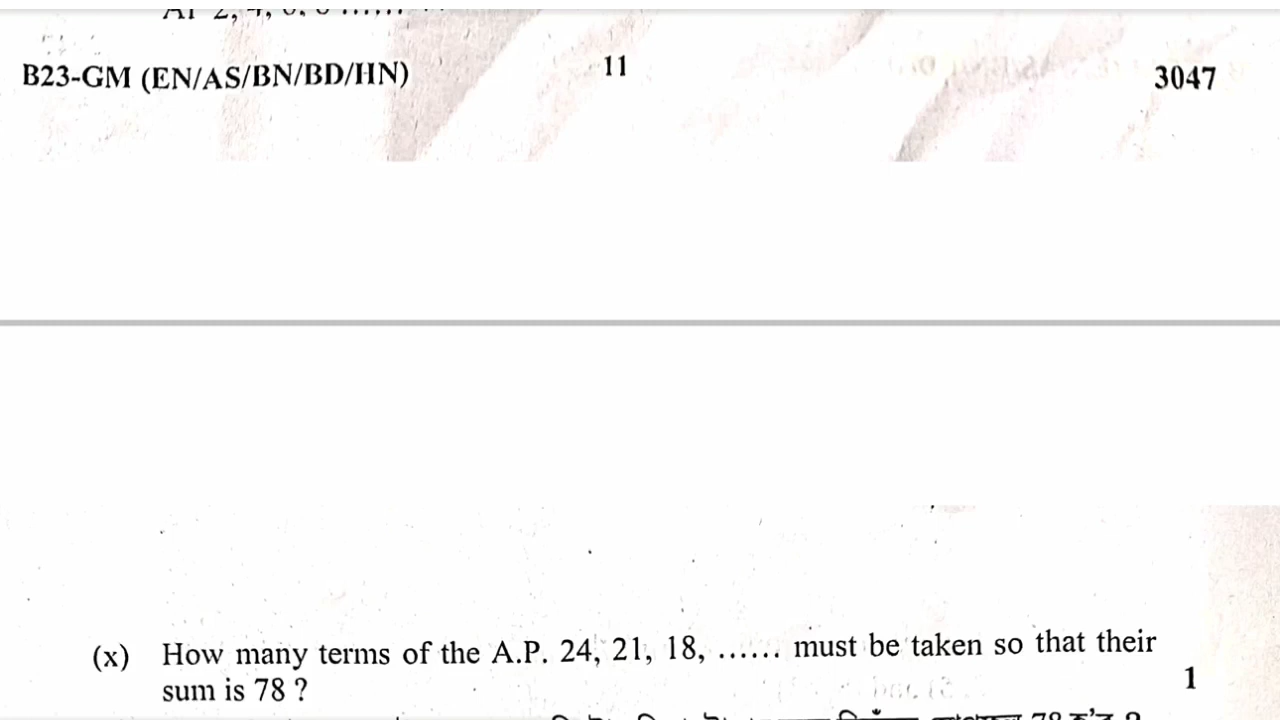 B23-GM (EN/AS/BN/BD/HN) 11 3047
(x) How many terms of the A.P. 24, 21, 18, ...... must be taken so that their
sum is 78 ? 1